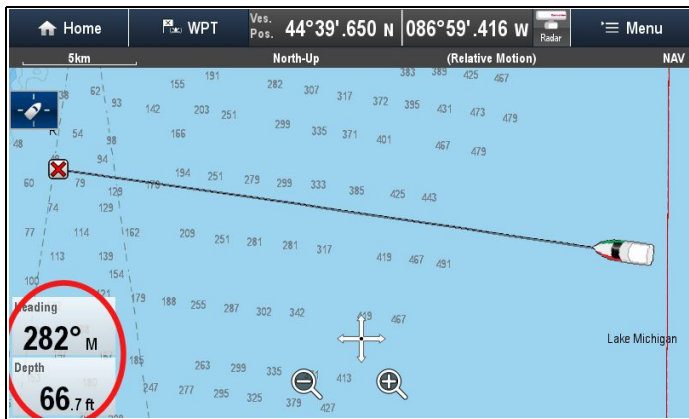 Home
WPT
Ves. Pos. 44°39'.650 N 086°59'.416 W
Radar
Menu
5km North-Up (Relative Motion) NAV
191 383 389 425 467
155 282 307
38 62 317 372 395 431 473
93 142 203 251 479
299 335 371 401
54 98 166 467 479
48
94
194 251 279 299 333 385 425 443
60 79 128 170
74 129
77 114 162 209 251 281 281 317 419 467 491
113 139
154
100
121 179 188 255 287 302 342 419 467
Heading
282° M
Lake Michigan
185 263 299 335 413
Depth
66.7 ft
247 277 295 325 379 427